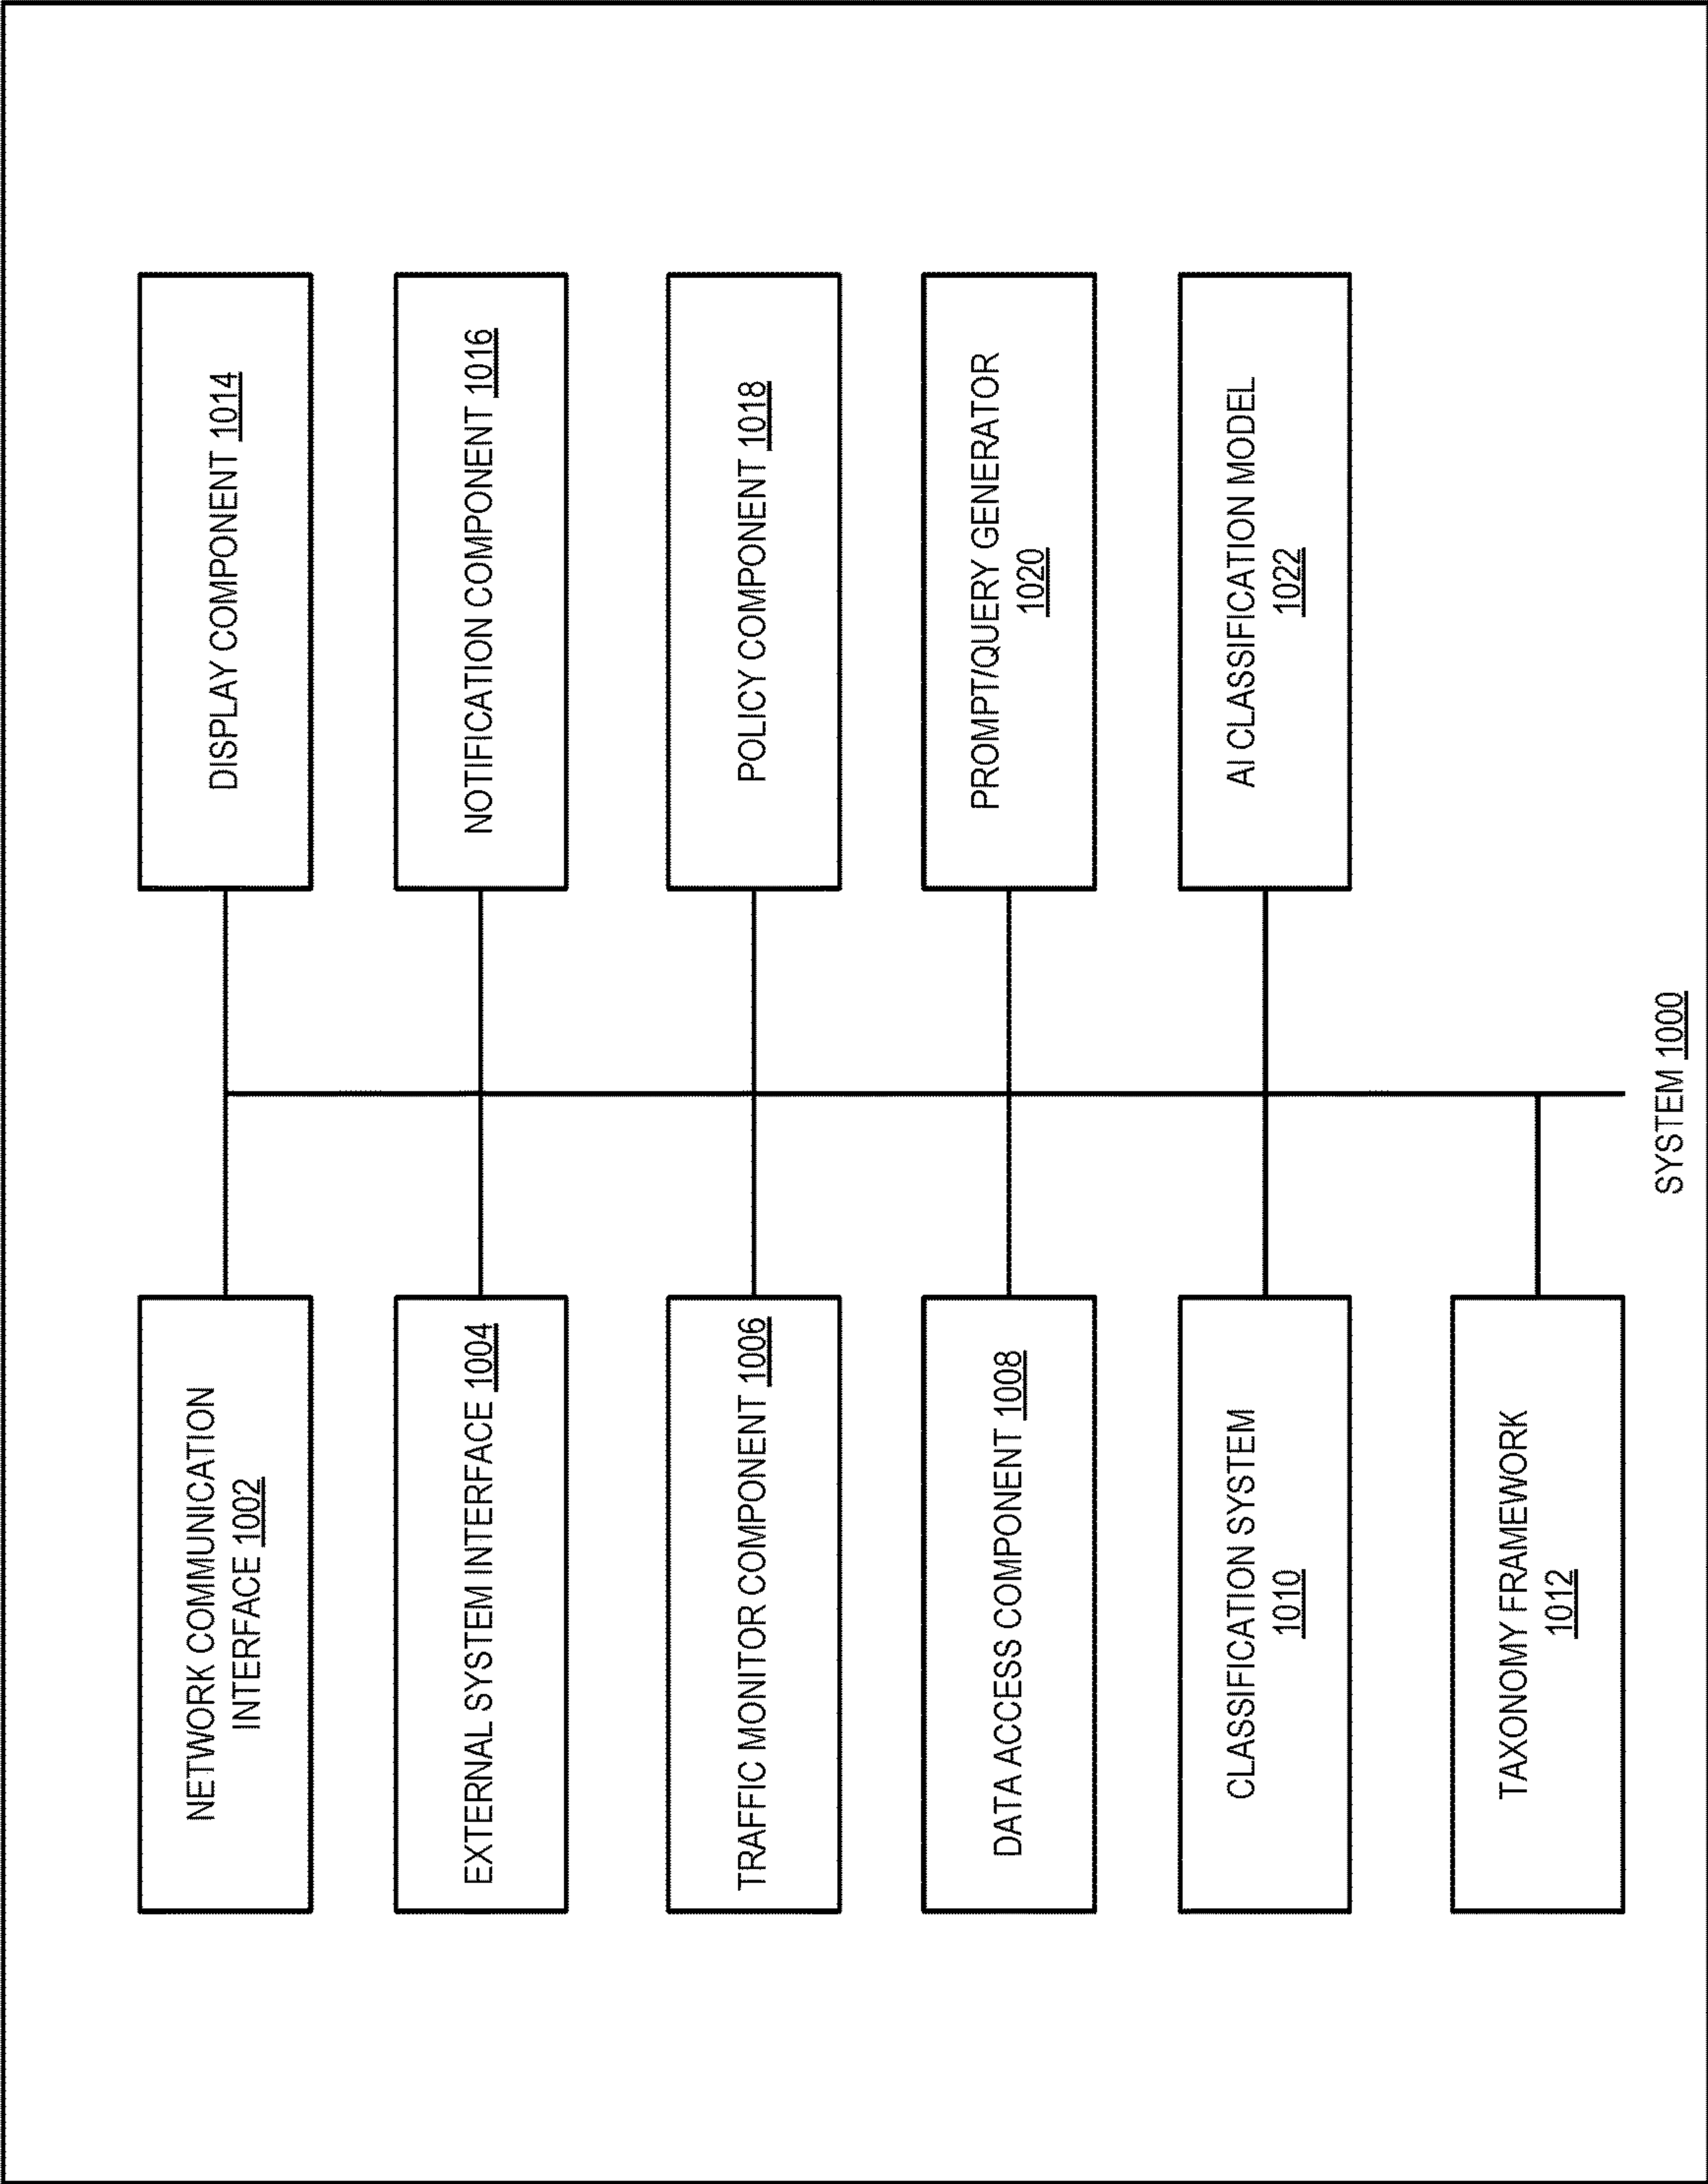 NETWORK COMMUNICATION
INTERFACE 1002
EXTERNAL SYSTEM INTERFACE 1004
TRAFFIC MONITOR COMPONENT 1006
DATA ACCESS COMPONENT 1008
CLASSIFICATION SYSTEM
1010
TAXONOMY FRAMEWORK
1012
DISPLAY COMPONENT 1014
NOTIFICATION COMPONENT 1016
POLICY COMPONENT 1018
PROMPT/QUERY GENERATOR
1020
AI CLASSIFICATION MODEL
1022
SYSTEM 1000